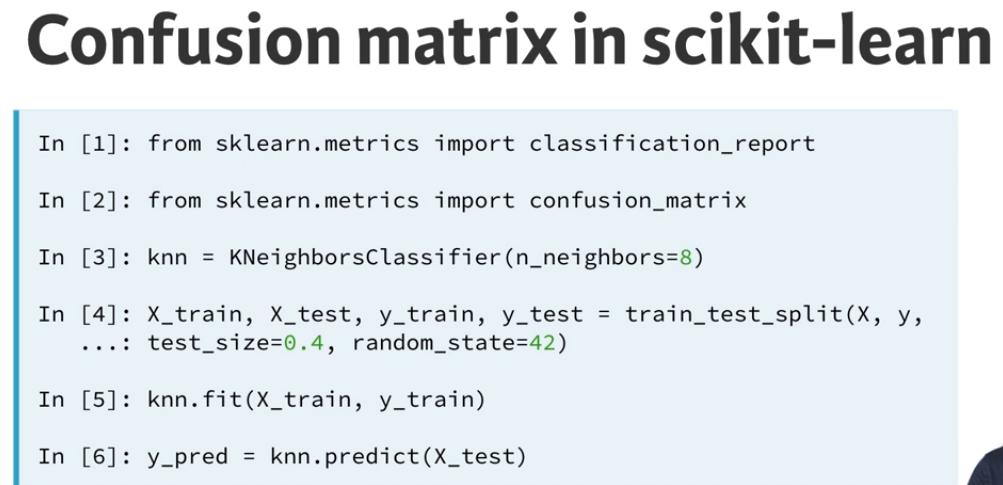 Confusion matrix in scikit-learn
In [1]: from sklearn.metrics import classification_report
In [2]: from sklearn.metrics import confusion_matrix
In [3]: knn = KNeighborsClassifier(n_neighbors=8)
In [4]: X_train, X_test, y_train, y_test = train_test_split(X, y,
...: test_size=0.4, random_state=42)
In [5]: knn.fit(X_train, y_train)
In [6]: y_pred = knn.predict(X_test)